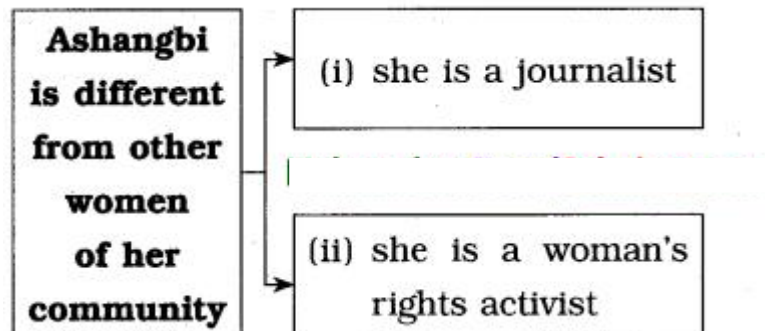 Ashangbi
is different
from other
women
of her
community
(i) she is a journalist
(ii) she is a woman's
rights activist